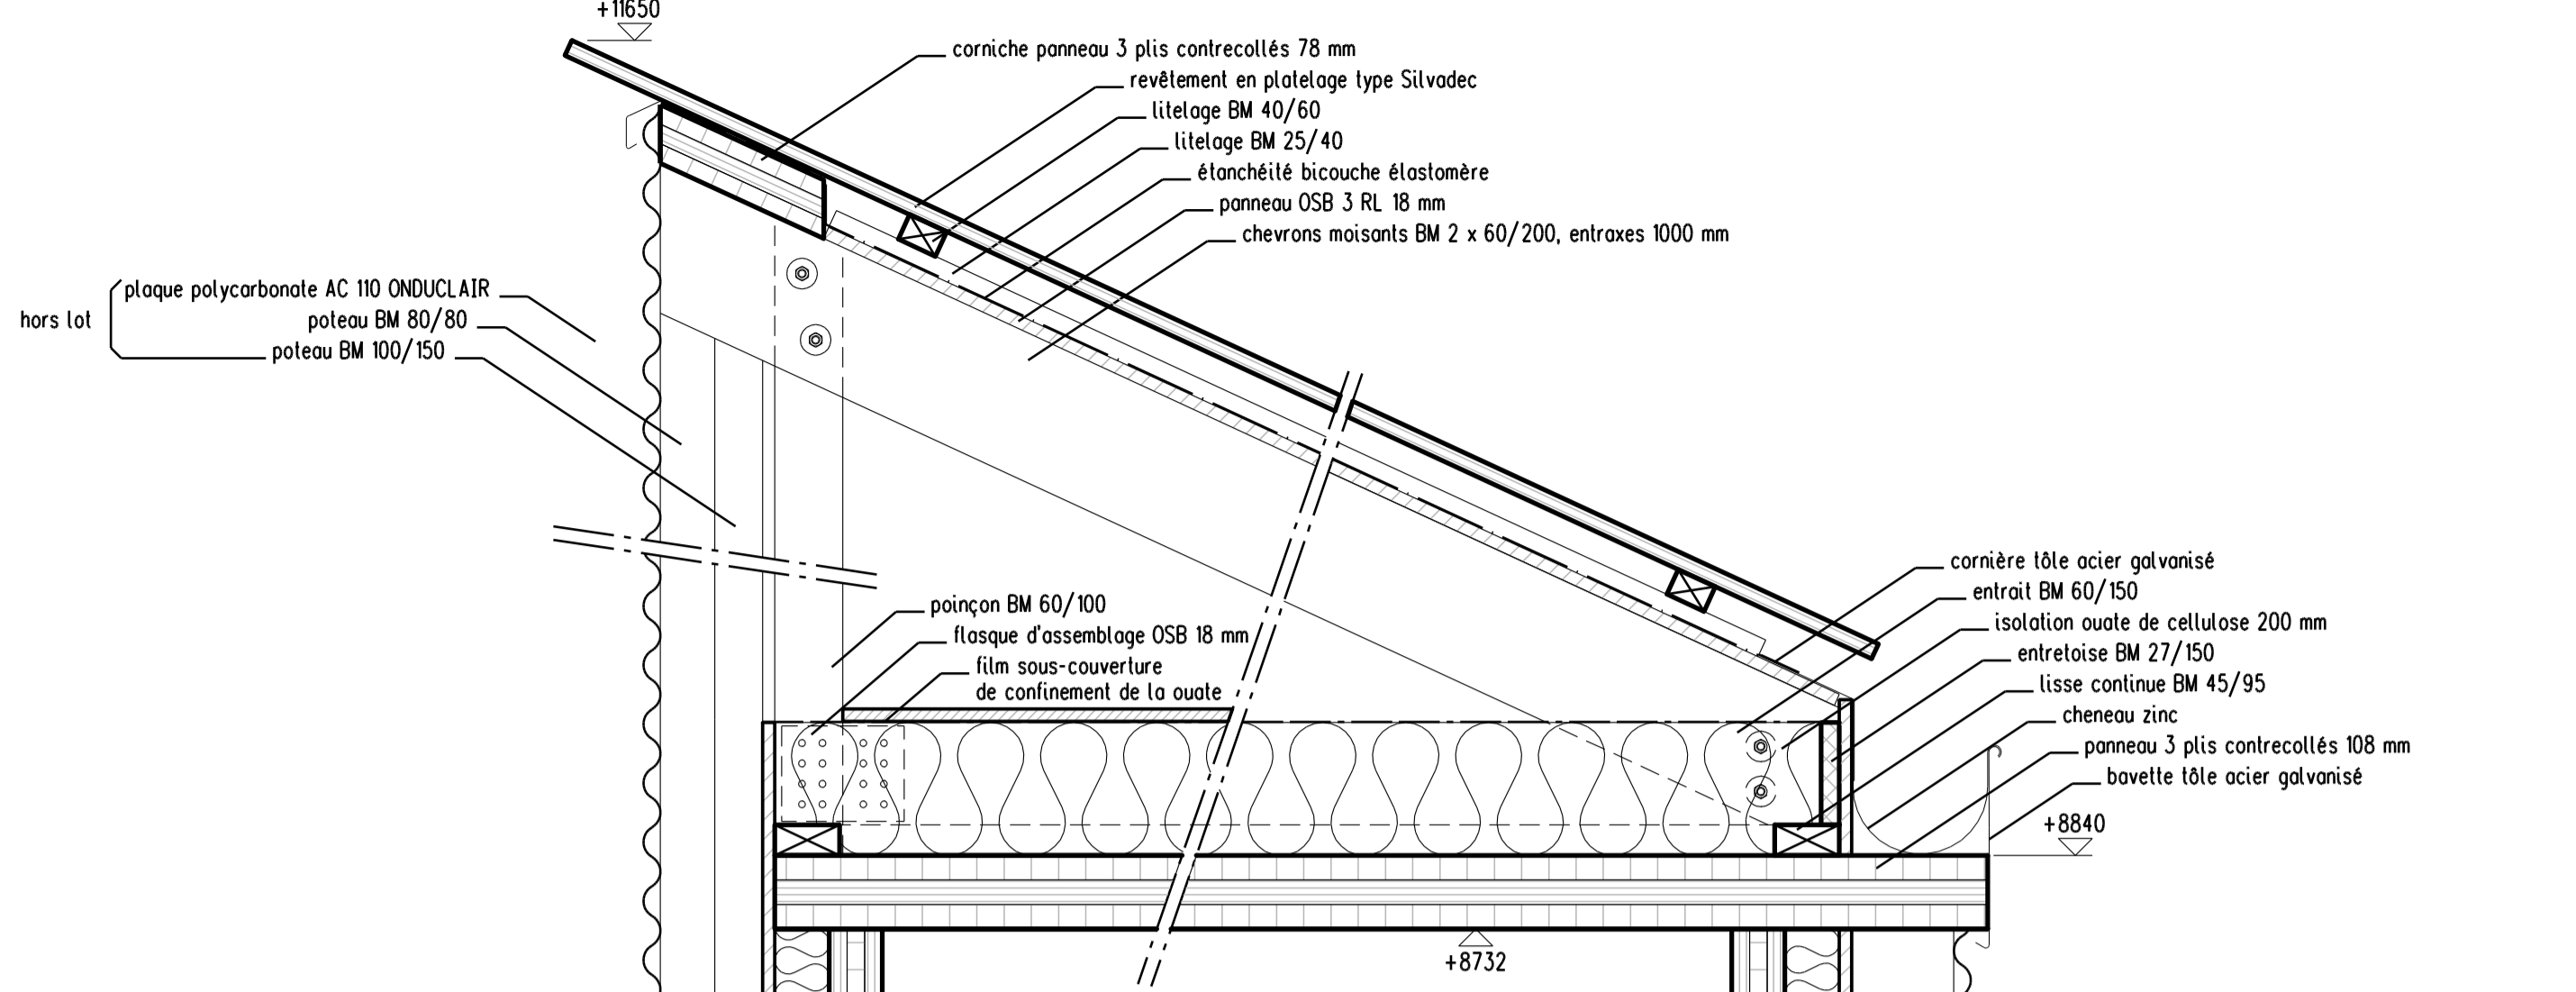 +11650
corniche panneau 3 plis contrecollés 78 mm
revêtement en platelage type Silvadec
litelage BM 40/60
litelage BM 25/40
étanchéité bicouche élastomère
panneau OSB 3 RL 18 mm
chevrons moisants BM 2 x 60/200, entraxes 1000 mm
plaque polycarbonate AC 110 ONDUCLAIR
hors lot
poteau BM 80/80
poteau BM 100/150
poinçon BM 60/100
flasque d'assemblage OSB 18 mm
film sous-couverture
de confinement de la ouate
cornière tôle acier galvanisé
entrait BM 60/150
isolation ouate de cellulose 200 mm
entretoise BM 27/150
lisse continue BM 45/95
cheneau zinc
panneau 3 plis contrecollés 108 mm
bavette tôle acier galvanisé
+8840
+8732